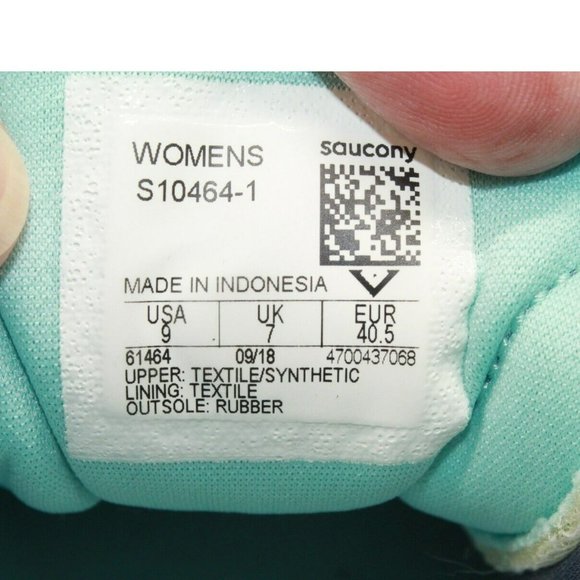 WOMENS saucony
S10464-1
MADE IN INDONESIA
USA UK EUR
9 7 40.5
61464 09/18 4700437068
UPPER: TEXTILE/SYNTHETIC
LINING: TEXTILE
OUTSOLE: RUBBER